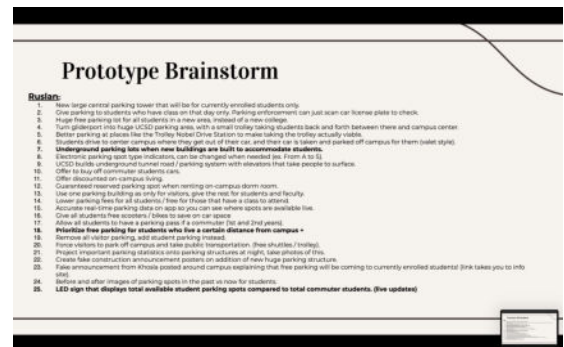 Prototype Brainstorm
Ruslan:
1. New large central parking tower that will be for currently enrolled students only.
2. Give parking to students who have class on that day only. Parking enforcement can just scan car license plate to check.
3. Huge free parking lot for all students in a new area, instead of a new college.
4. Turn gliderport into huge UCSD parking area, with a small trolley taking students back and forth between there and campus center.
5. Better parking at places like the Trolley Nobel Drive Station to make taking the trolley actually viable.
6. Students drive to center campus where they get out of their car, and their car is taken and parked off campus for them (valet style).
7. Underground parking lots when new buildings are built to accommodate students.
8. Electronic parking spot type indicators, can be changed when needed (ex. From A to S).
9. UCSD builds underground tunnel road / parking system with elevators that take people to surface.
10. Offer to buy off commuter students cars.
11. Offer discounted on-campus living.
12. Guaranteed reserved parking spot when renting on-campus dorm room.
13. Use one parking building as only for visitors, give the rest for students and faculty.
14. Lower parking fees for all students / free for those that have a class to attend.
15. Accurate real-time parking data on app so you can see where spots are available live.
16. Give all students free scooters / bikes to save on car space
17. Allow all students to have a parking pass if a commuter (1st and 2nd years).
18. Prioritize free parking for students who live a certain distance from campus +
19. Remove all visitor parking, add student parking instead.
20. Force visitors to park off campus and take public transportation. (free shuttles / trolley).
21. Project important parking statistics onto parking structures at night, take photos of this.
22. Create fake construction announcement posters on addition of new huge parking structure.
23. Fake announcement from Khosla posted around campus explaining that free parking will be coming to currently enrolled students! (link takes you to info
site).
24. Before and after images of parking spots in the past vs now for students.
25. LED sign that displays total available student parking spots compared to total commuter students. (live updates)